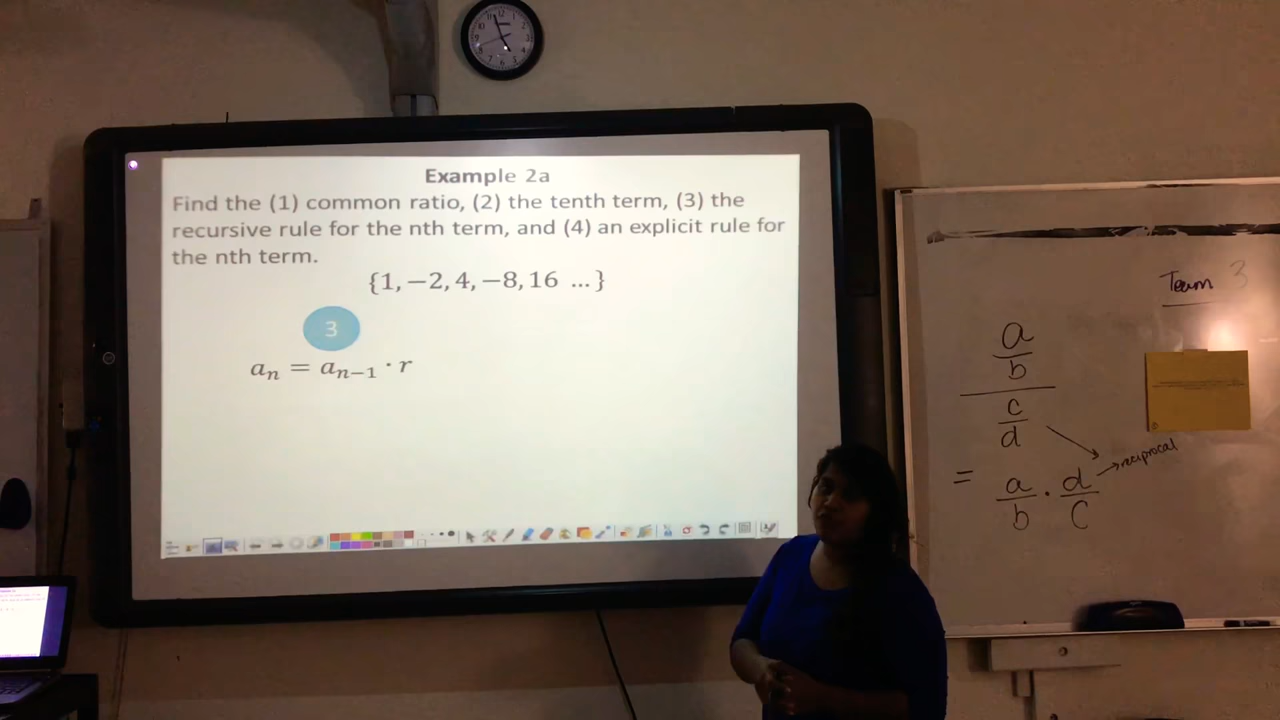 Example 2a
Find the (1) common ratio, (2) the tenth term, (3) the
recursive rule for the nth term, and (4) an explicit rule for
the nth term.
{1, −2, 4, −8, 16 ...}
3
aₙ = aₙ₋₁ · r
Team 3
a
b
c
d
= a/b · d/c → reciprocal